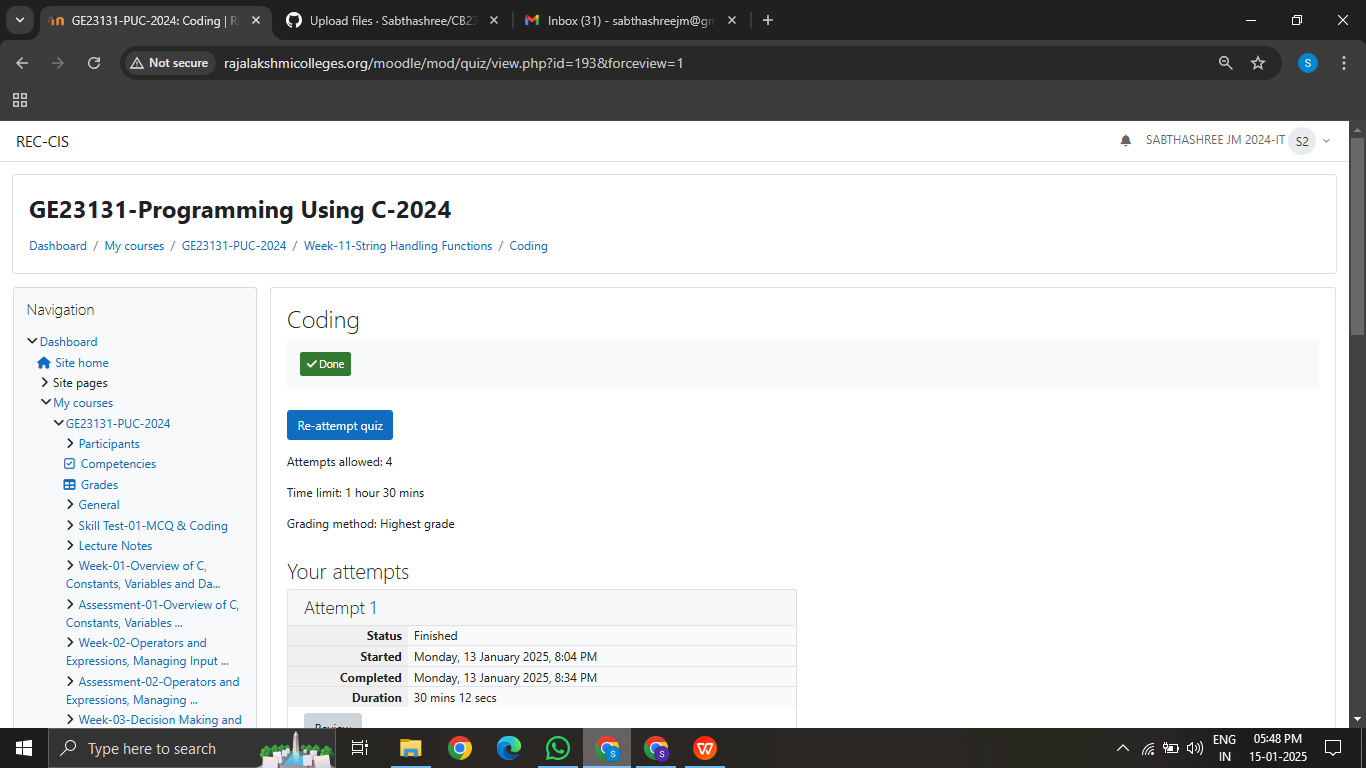 GE23131-PUC-2024: Coding | R
Upload files · Sabthashree/CB23
Inbox (31) - sabthashreejm@gm
Not secure
rajalakshmicolleges.org/moodle/mod/quiz/view.php?id=193&forceview=1
S
REC-CIS
SABTHASHREE JM 2024-IT S2
GE23131-Programming Using C-2024
Dashboard / My courses / GE23131-PUC-2024 / Week-11-String Handling Functions / Coding
Navigation
Dashboard
Site home
Site pages
My courses
GE23131-PUC-2024
Participants
Competencies
Grades
General
Skill Test-01-MCQ & Coding
Lecture Notes
Week-01-Overview of C,
Constants, Variables and Da...
Assessment-01-Overview of C,
Constants, Variables ...
Week-02-Operators and
Expressions, Managing Input ...
Assessment-02-Operators and
Expressions, Managing ...
Week-03-Decision Making and
Coding
Done
Re-attempt quiz
Attempts allowed: 4
Time limit: 1 hour 30 mins
Grading method: Highest grade
Your attempts
Attempt 1
Status Finished
Started Monday, 13 January 2025, 8:04 PM
Completed Monday, 13 January 2025, 8:34 PM
Duration 30 mins 12 secs
Review
Type here to search
ENG
IN
05:48 PM
15-01-2025